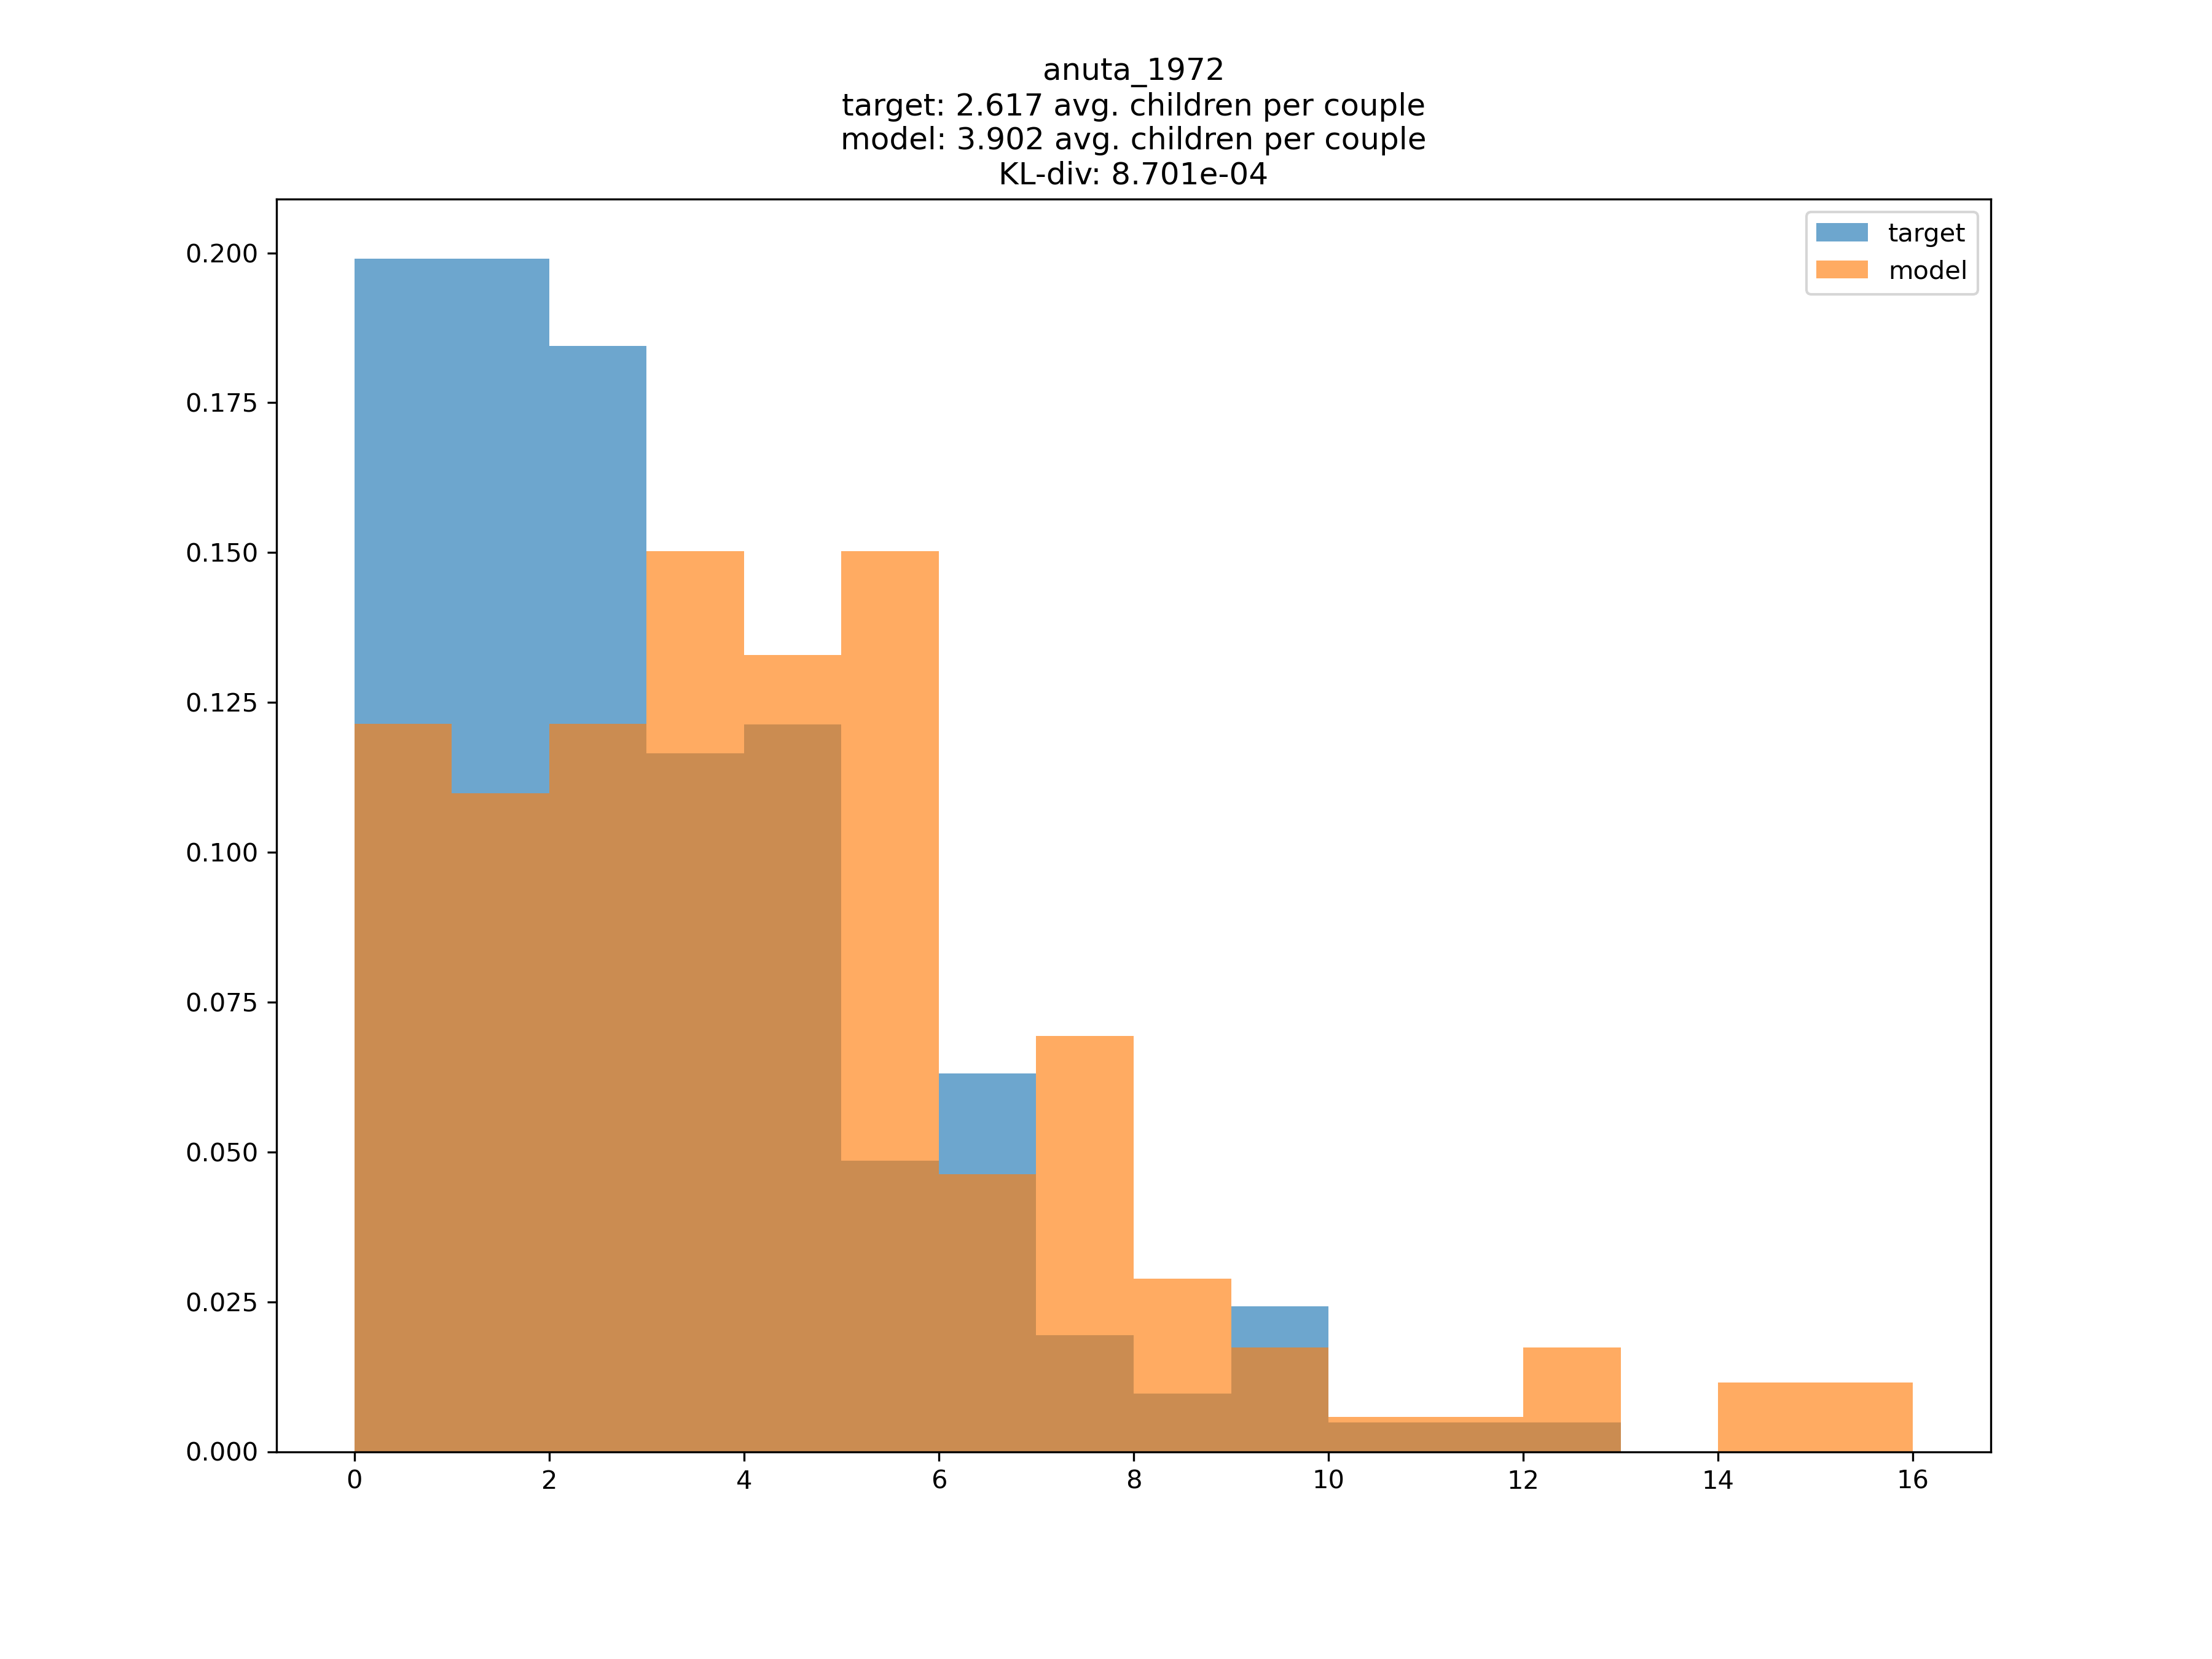 anuta_1972
target: 2.617 avg. children per couple
model: 3.902 avg. children per couple
KL-div: 8.701e-04
target
model
0.200
0.175
0.150
0.125
0.100
0.075
0.050
0.025
0.000
0 2 4 6 8 10 12 14 16